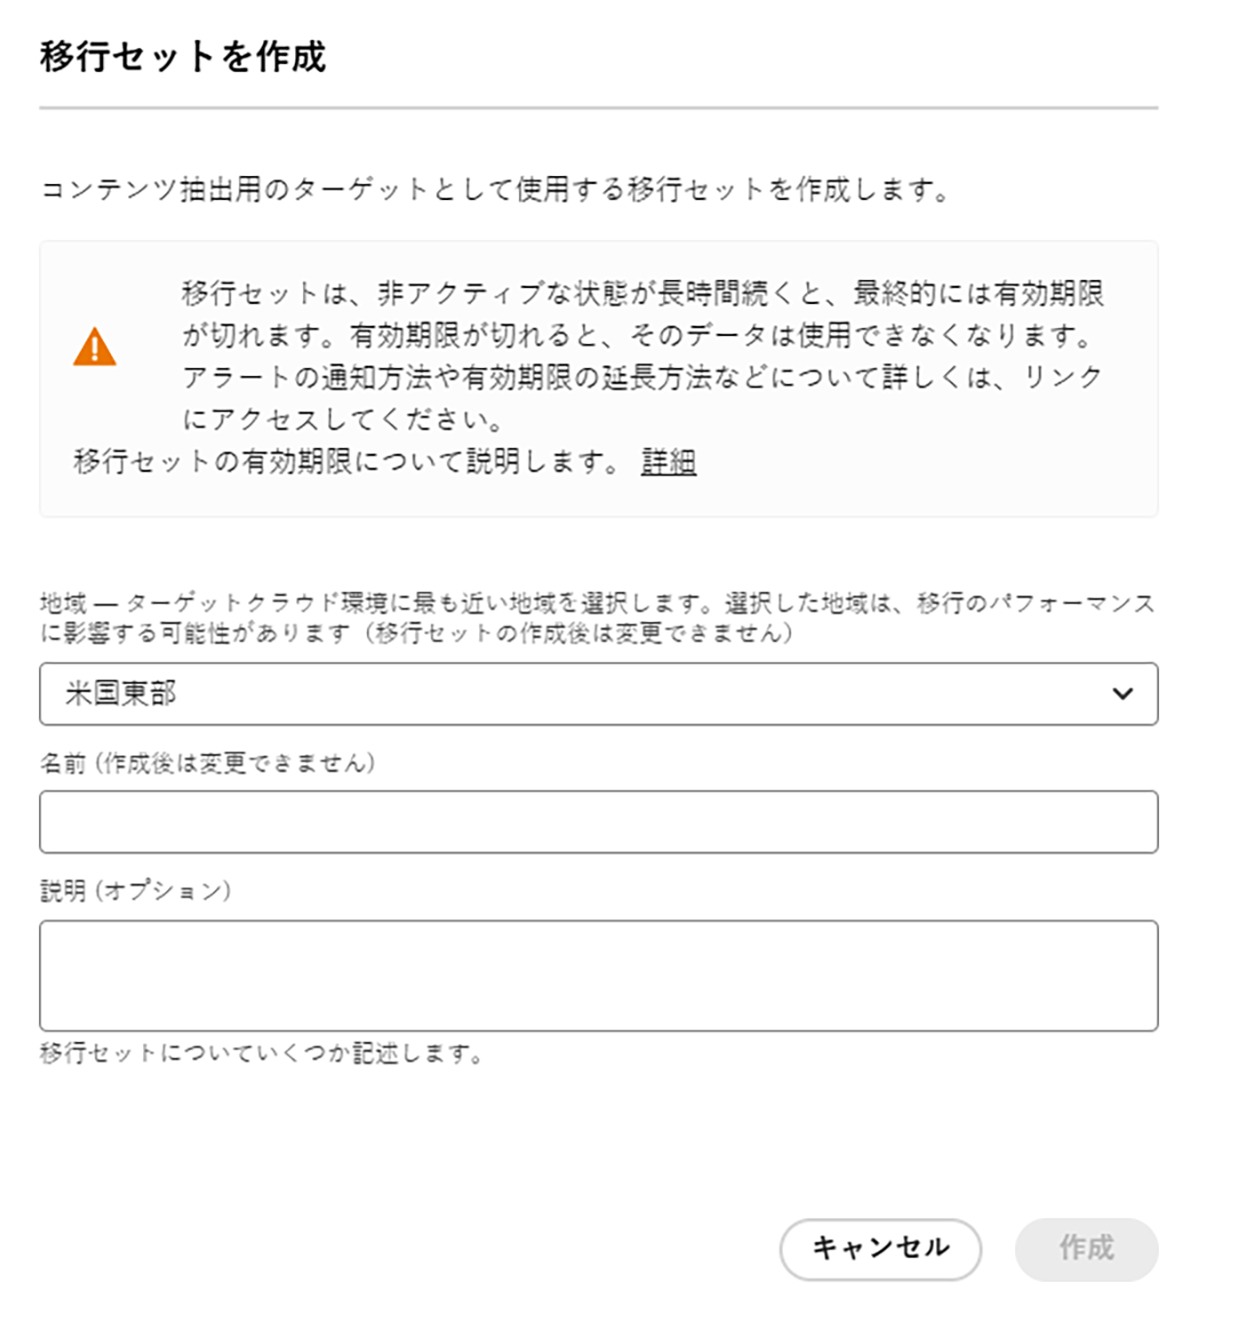 移行セットを作成
コンテンツ抽出用のターゲットとして使用する移行セットを作成します。
移行セットは、非アクティブな状態が長時間続くと、最終的には有効期限
が切れます。有効期限が切れると、そのデータは使用できなくなります。
アラートの通知方法や有効期限の延長方法などについて詳しくは、リンク
にアクセスしてください。
移行セットの有効期限について説明します。 詳細
地域 — ターゲットクラウド環境に最も近い地域を選択します。選択した地域は、移行のパフォーマンス
に影響する可能性があります（移行セットの作成後は変更できません）
米国東部
名前 (作成後は変更できません)
説明 (オプション)
移行セットについていくつか記述します。
キャンセル 作成